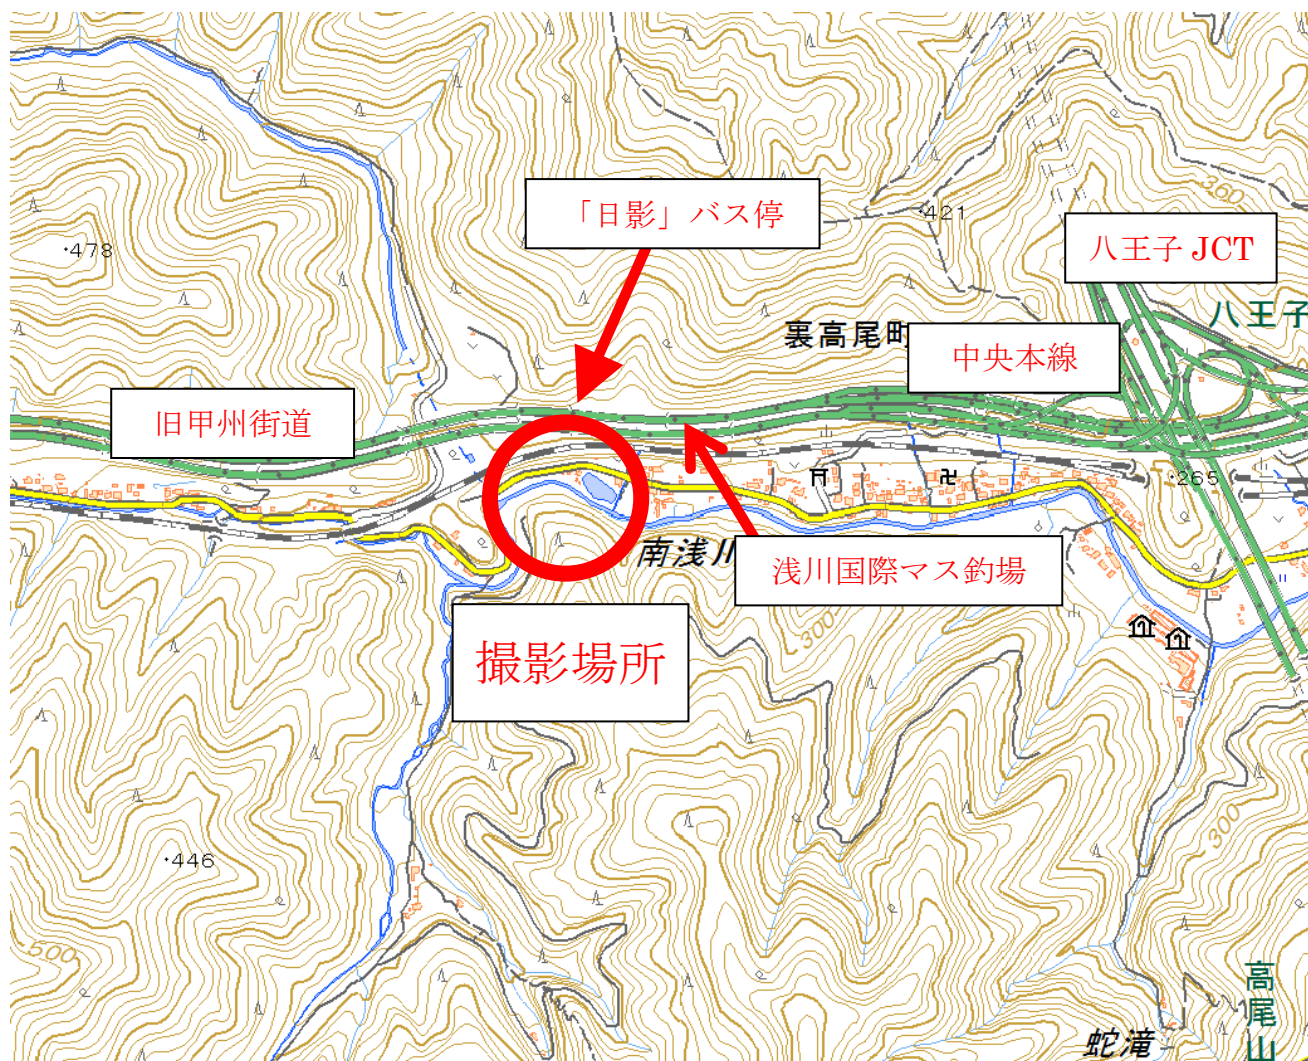 「日影」バス停
・421
360
・478
八王子 JCT
八王子
裏高尾町
中央本線
旧甲州街道
・265
南浅川
浅川国際マス釣場
300
撮影場所
300
・446
500
高尾山
蛇滝